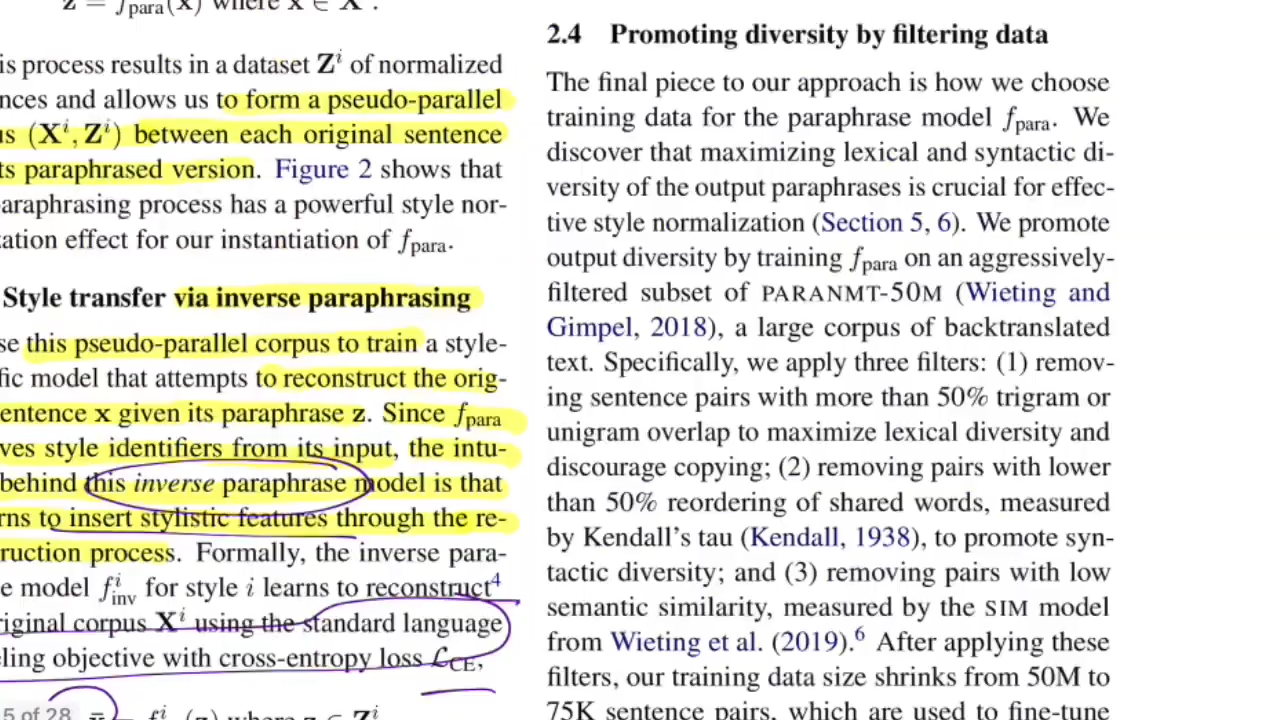 z = f_para(x) where x ∈ X^i.
is process results in a dataset Z^i of normalized
nces and allows us to form a pseudo-parallel
us (X^i, Z^i) between each original sentence
ts paraphrased version. Figure 2 shows that
araphrasing process has a powerful style nor-
zation effect for our instantiation of f_para.
Style transfer via inverse paraphrasing
se this pseudo-parallel corpus to train a style-
fic model that attempts to reconstruct the orig-
entence x given its paraphrase z. Since f_para
ves style identifiers from its input, the intu-
behind this inverse paraphrase model is that
rns to insert stylistic features through the re-
ruction process. Formally, the inverse para-
e model f^i_inv for style i learns to reconstruct⁴
riginal corpus X^i using the standard language
eling objective with cross-entropy loss L_CE,
5 of 28
2.4 Promoting diversity by filtering data
The final piece to our approach is how we choose
training data for the paraphrase model f_para. We
discover that maximizing lexical and syntactic di-
versity of the output paraphrases is crucial for effec-
tive style normalization (Section 5, 6). We promote
output diversity by training f_para on an aggressively-
filtered subset of PARANMT-50M (Wieting and
Gimpel, 2018), a large corpus of backtranslated
text. Specifically, we apply three filters: (1) remov-
ing sentence pairs with more than 50% trigram or
unigram overlap to maximize lexical diversity and
discourage copying; (2) removing pairs with lower
than 50% reordering of shared words, measured
by Kendall's tau (Kendall, 1938), to promote syn-
tactic diversity; and (3) removing pairs with low
semantic similarity, measured by the SIM model
from Wieting et al. (2019).⁶ After applying these
filters, our training data size shrinks from 50M to
75K sentence pairs, which are used to fine-tune